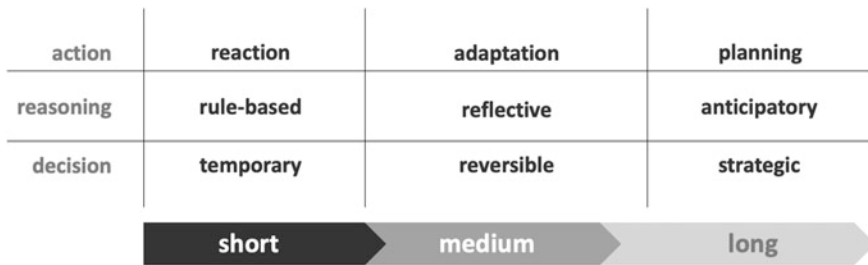 action reaction adaptation planning
reasoning rule-based reflective anticipatory
decision temporary reversible strategic
short medium long